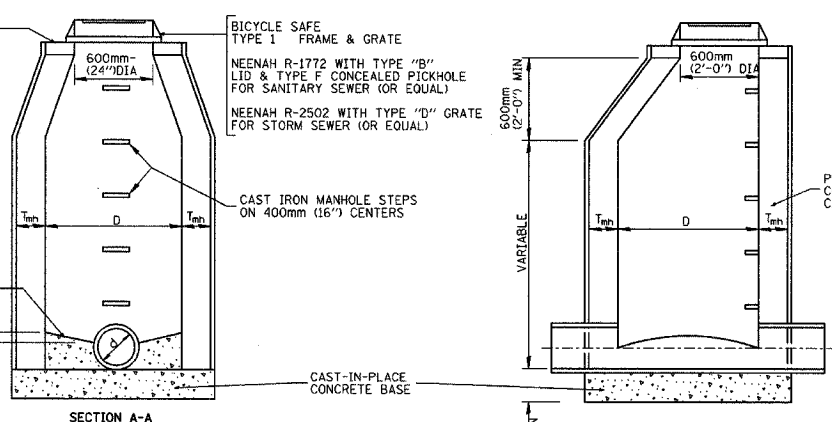 BICYCLE SAFE
TYPE 1 FRAME & GRATE
NEENAH R-1772 WITH TYPE "B"
LID & TYPE F CONCEALED PICKHOLE
FOR SANITARY SEWER (OR EQUAL)
NEENAH R-2502 WITH TYPE "D" GRATE
FOR STORM SEWER (OR EQUAL)
600mm-
(24")DIA
CAST IRON MANHOLE STEPS
ON 400mm (16") CENTERS
Tmh
D
Tmh
d
CAST-IN-PLACE
CONCRETE BASE
SECTION A-A
600mm
(2'-0") DIA
600mm
(2'-0") MIN
VARIABLE
Tmh
D
Tmh
P
C
C